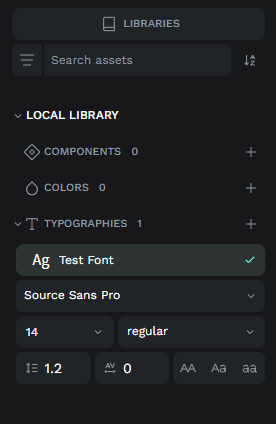 LIBRARIES
Search assets
LOCAL LIBRARY
COMPONENTS 0
COLORS 0
TYPOGRAPHIES 1
Ag Test Font
Source Sans Pro
14 regular
1.2 AV 0 AA Aa aa